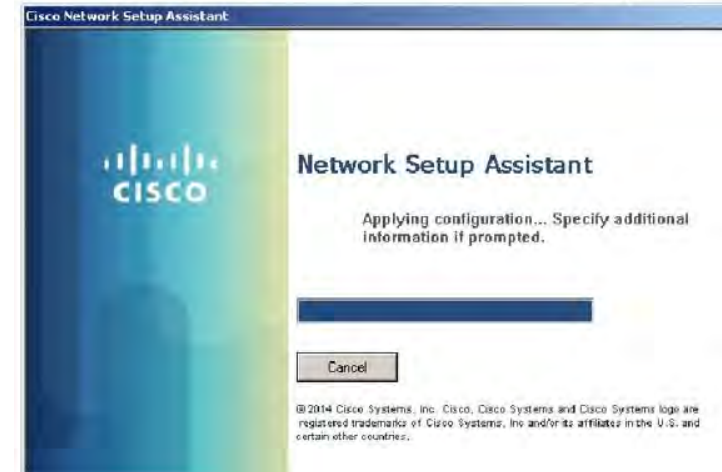 Cisco Network Setup Assistant
CISCO
Network Setup Assistant
Applying configuration... Specify additional
information if prompted.
Cancel
© 2014 Cisco Systems, Inc. Cisco, Cisco Systems and Cisco Systems logo are
registered trademarks of Cisco Systems, Inc and/or its affiliates in the U.S. and
certain other countries.